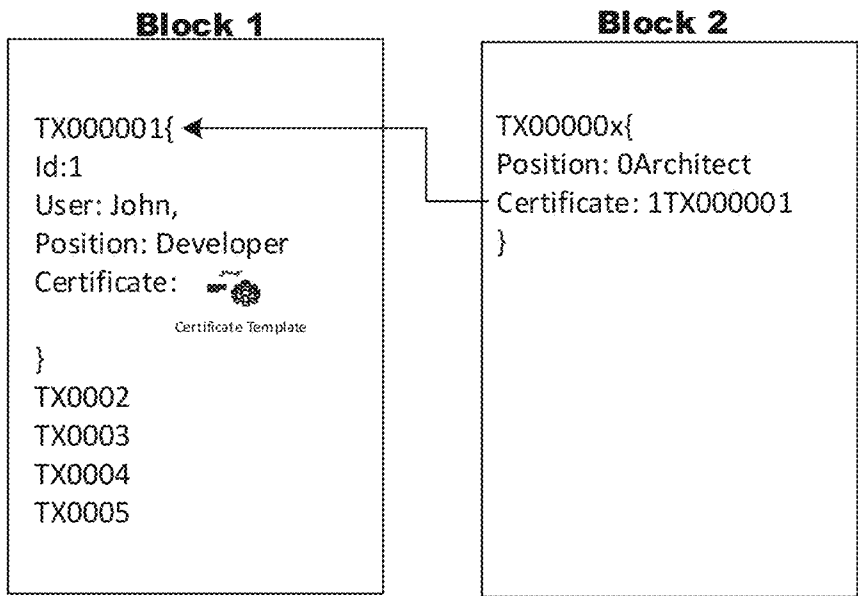 Block 1
TX000001{
Id:1
User: John,
Position: Developer
Certificate:
Certificate Template
}
TX0002
TX0003
TX0004
TX0005
Block 2
TX00000x{
Position: 0Architect
Certificate: 1TX000001
}